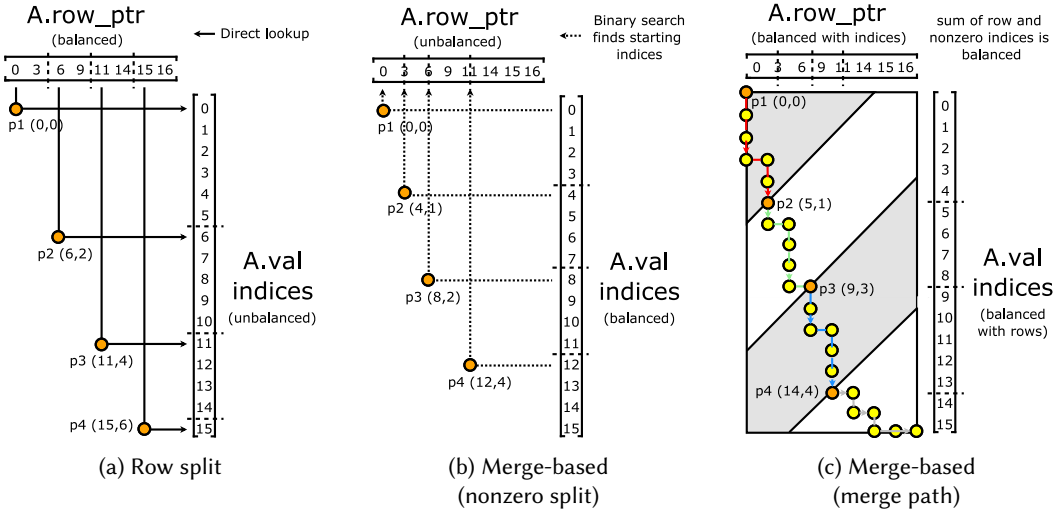 A.row_ptr
(balanced)
Direct lookup
0 3 6 11 14 15 16
0
1
2
3
4
5
6
7
8
9
10
11
12
13
14
15
p1 (0,0)
p2 (6,2)
p3 (11,4)
p4 (15,6)
A.val
indices
(unbalanced)
(a) Row split
A.row_ptr
(unbalanced)
Binary search
finds starting
indices
0 3 6 11 14 15 16
0
1
2
3
4
5
6
7
8
9
10
11
12
13
14
15
p1 (0,0)
p2 (4,1)
p3 (8,2)
p4 (12,4)
A.val
indices
(balanced)
(b) Merge-based
(nonzero split)
A.row_ptr
(balanced with indices)
sum of row and
nonzero indices is
balanced
0 3 6 9 11 14 16
0
1
2
3
4
5
6
7
8
9
10
11
12
13
14
15
p1 (0,0)
p2 (5,1)
p3 (9,3)
p4 (14,4)
A.val
indices
(balanced
with rows)
(c) Merge-based
(merge path)